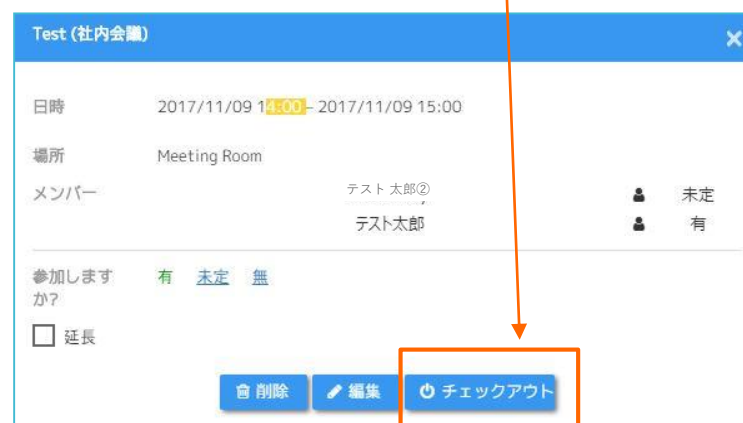 Test (社内会議)
日時 2017/11/09 14:00 – 2017/11/09 15:00
場所 Meeting Room
メンバー テスト 太郎② 未定
テスト太郎 有
参加しますか? 有 未定 無
延長
削除 編集 チェックアウト